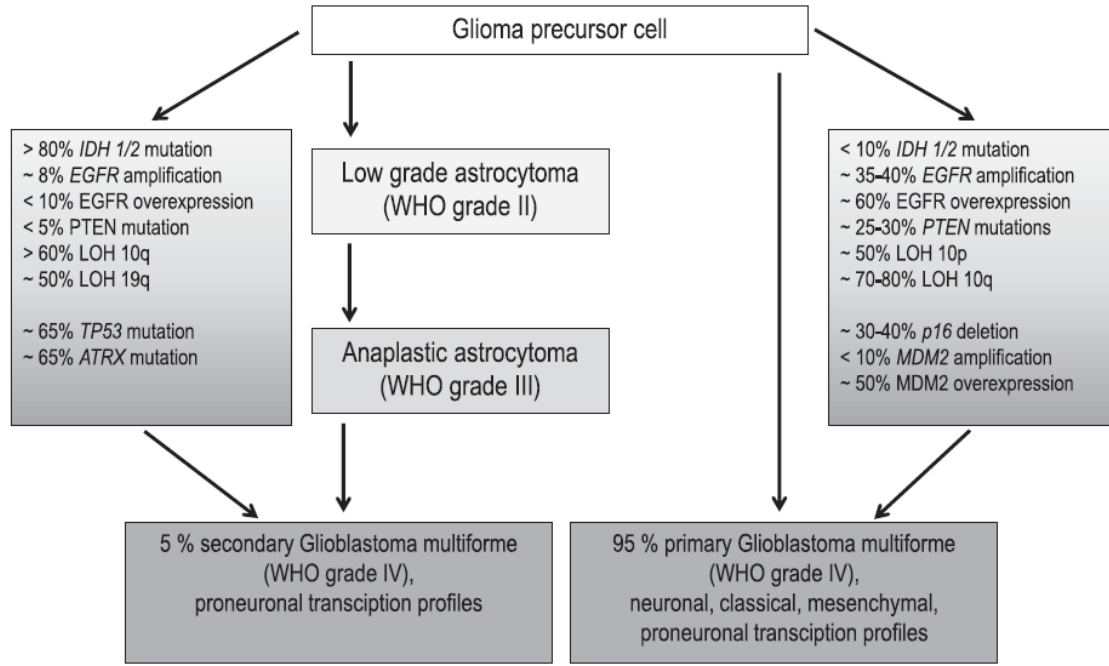 Glioma precursor cell
> 80% IDH 1/2 mutation
~ 8% EGFR amplification
< 10% EGFR overexpression
< 5% PTEN mutation
> 60% LOH 10q
~ 50% LOH 19q
~ 65% TP53 mutation
~ 65% ATRX mutation
Low grade astrocytoma
(WHO grade II)
Anaplastic astrocytoma
(WHO grade III)
< 10% IDH 1/2 mutation
~ 35-40% EGFR amplification
~ 60% EGFR overexpression
~ 25-30% PTEN mutations
~ 50% LOH 10p
~ 70-80% LOH 10q
~ 30-40% p16 deletion
< 10% MDM2 amplification
~ 50% MDM2 overexpression
5 % secondary Glioblastoma multiforme
(WHO grade IV),
proneuronal transciption profiles
95 % primary Glioblastoma multiforme
(WHO grade IV),
neuronal, classical, mesenchymal,
proneuronal transciption profiles